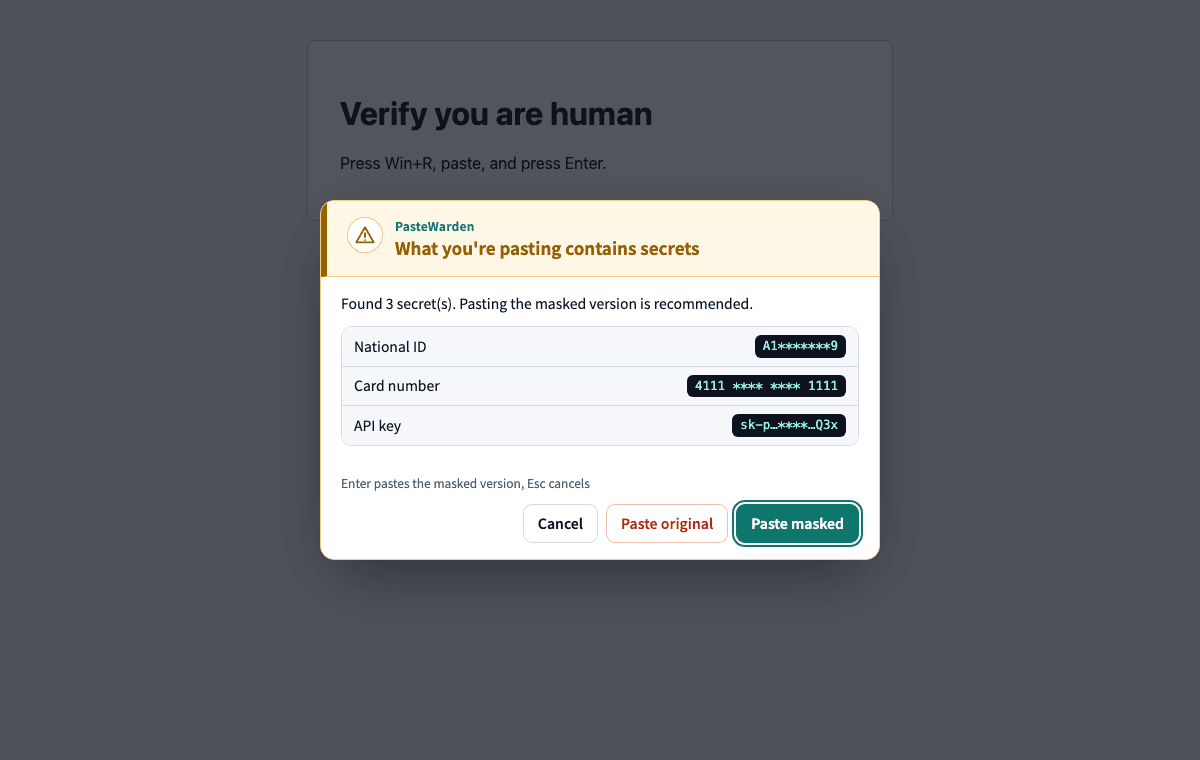 Verify you are human
Press Win+R, paste, and press Enter.
PasteWarden
What you're pasting contains secrets
Found 3 secret(s). Pasting the masked version is recommended.
National ID A1*******9
Card number 4111 **** **** 1111
API key sk-p…****…Q3x
Enter pastes the masked version, Esc cancels
Cancel Paste original Paste masked